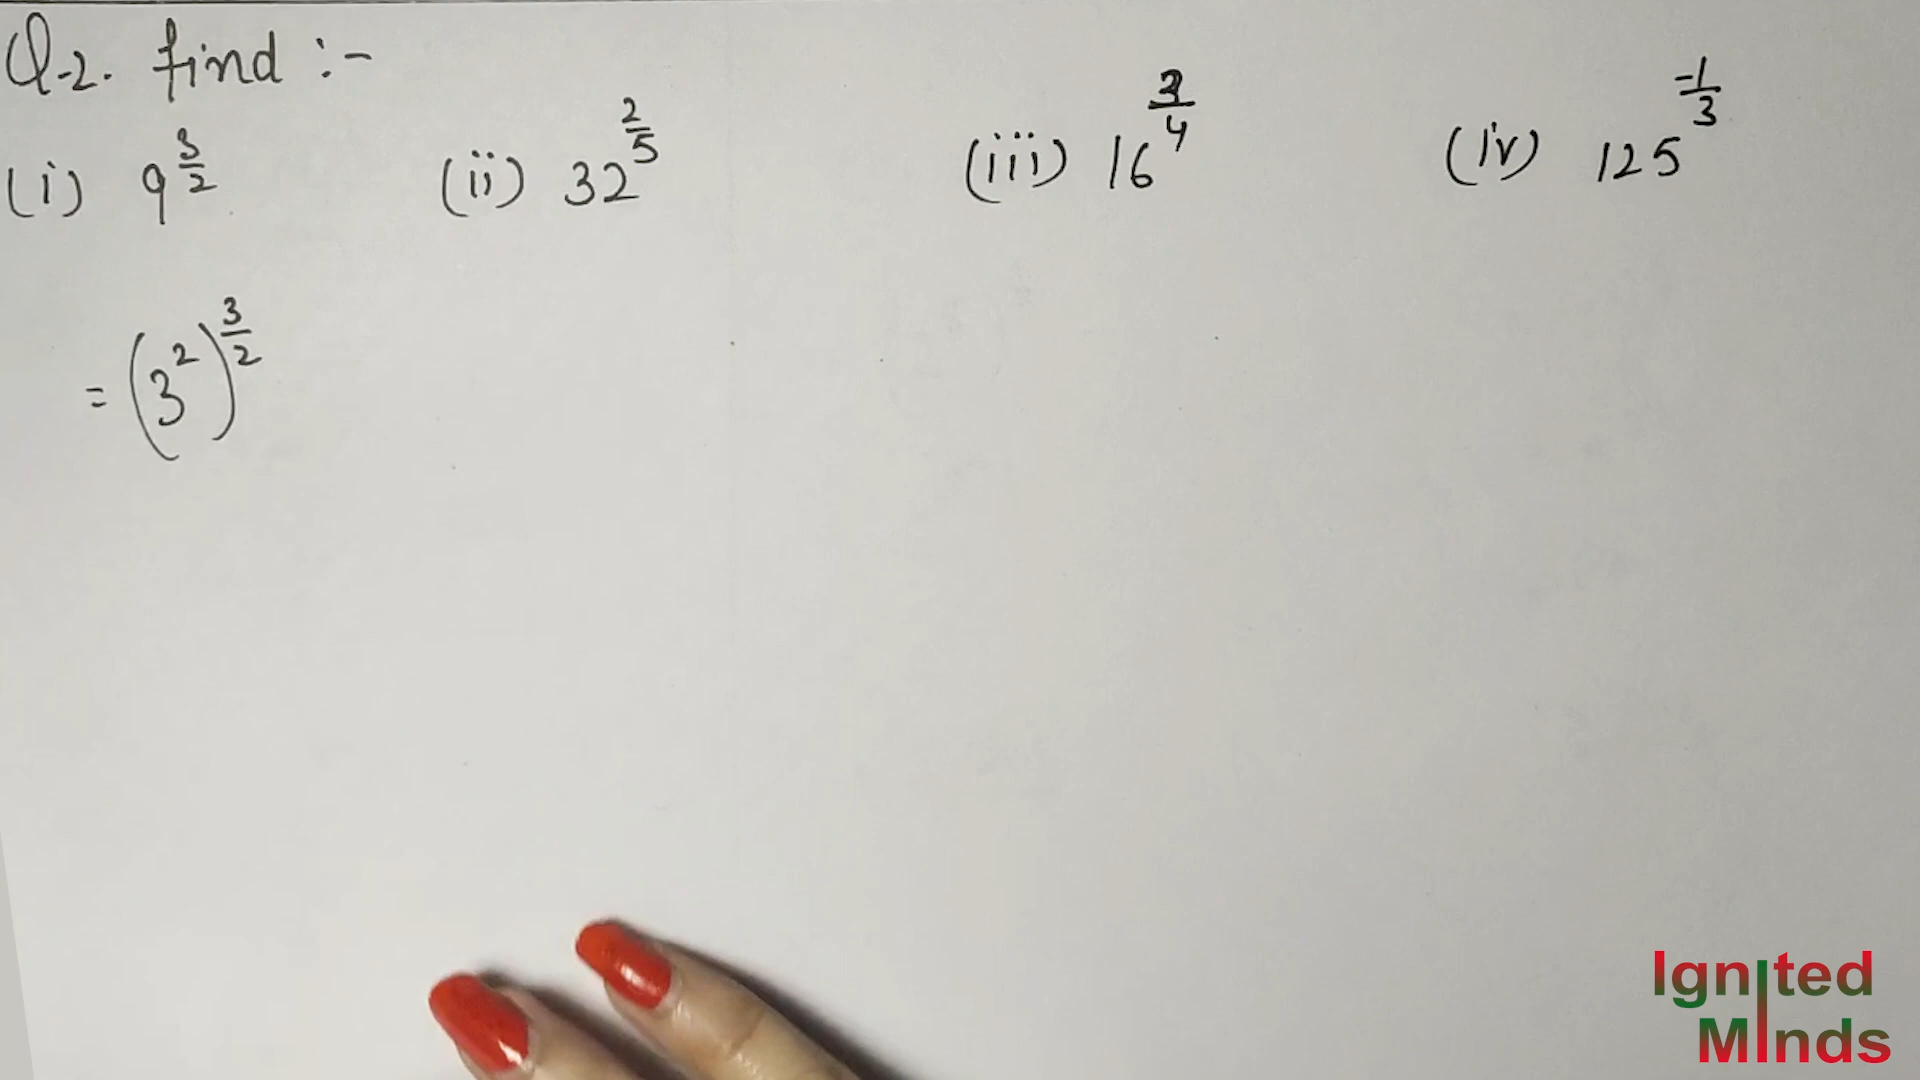 Q-2. find :-
(i) 9^{3/2} (ii) 32^{2/5} (iii) 16^{3/4} (iv) 125^{-1/3}
= (3^2)^{3/2}
Ignited
Minds